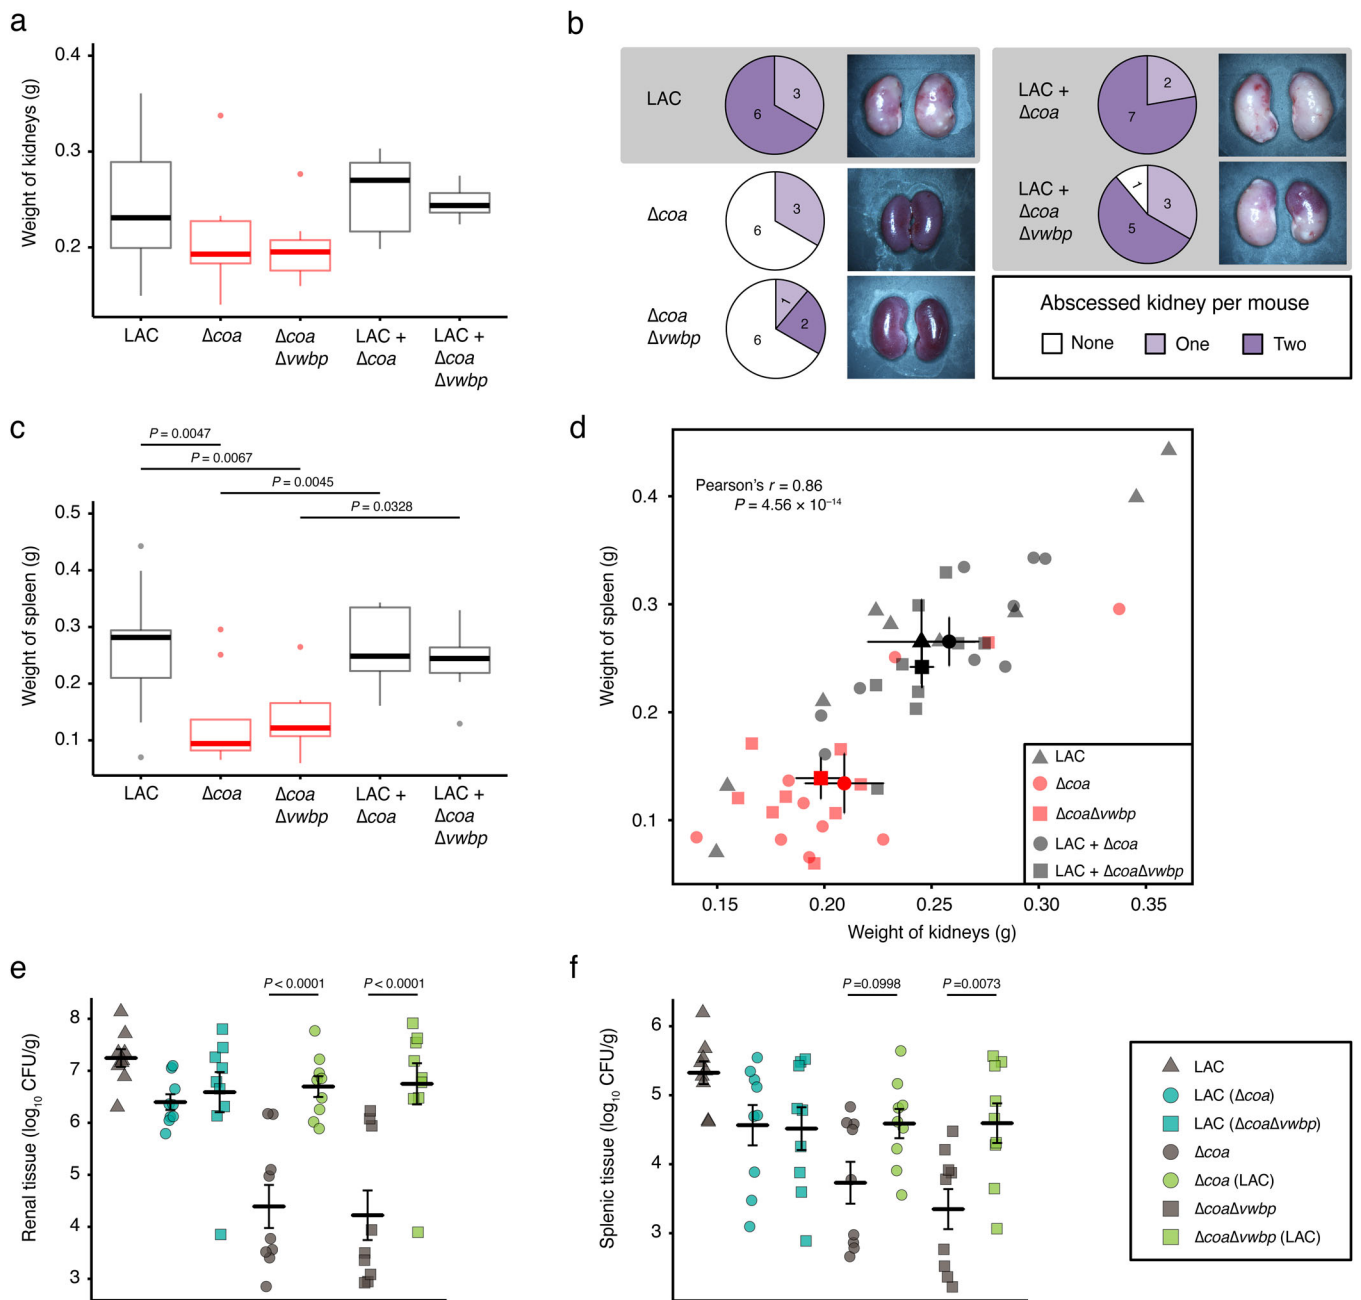 a
Weight of kidneys (g)
0.4
0.3
0.2
LAC
Δcoa
Δcoa
Δvwbp
LAC +
Δcoa
LAC +
Δcoa
Δvwbp
b
LAC
3
6
Δcoa
3
6
Δcoa
Δvwbp
1
2
6
LAC +
Δcoa
2
7
LAC +
Δcoa
Δvwbp
1
3
5
Abscessed kidney per mouse
None One Two
c
P = 0.0047
P = 0.0067
P = 0.0045
P = 0.0328
Weight of spleen (g)
0.5
0.4
0.3
0.2
0.1
LAC
Δcoa
Δcoa
Δvwbp
LAC +
Δcoa
LAC +
Δcoa
Δvwbp
d
Pearson's r = 0.86
P = 4.56 × 10⁻¹⁴
Weight of spleen (g)
0.4
0.3
0.2
0.1
0.15 0.20 0.25 0.30 0.35
Weight of kidneys (g)
LAC
Δcoa
ΔcoaΔvwbp
LAC + Δcoa
LAC + ΔcoaΔvwbp
e
P < 0.0001 P < 0.0001
Renal tissue (log₁₀ CFU/g)
8
7
6
5
4
3
f
P =0.0998 P =0.0073
Splenic tissue (log₁₀ CFU/g)
6
5
4
3
LAC
LAC (Δcoa)
LAC (ΔcoaΔvwbp)
Δcoa
Δcoa (LAC)
ΔcoaΔvwbp
ΔcoaΔvwbp (LAC)